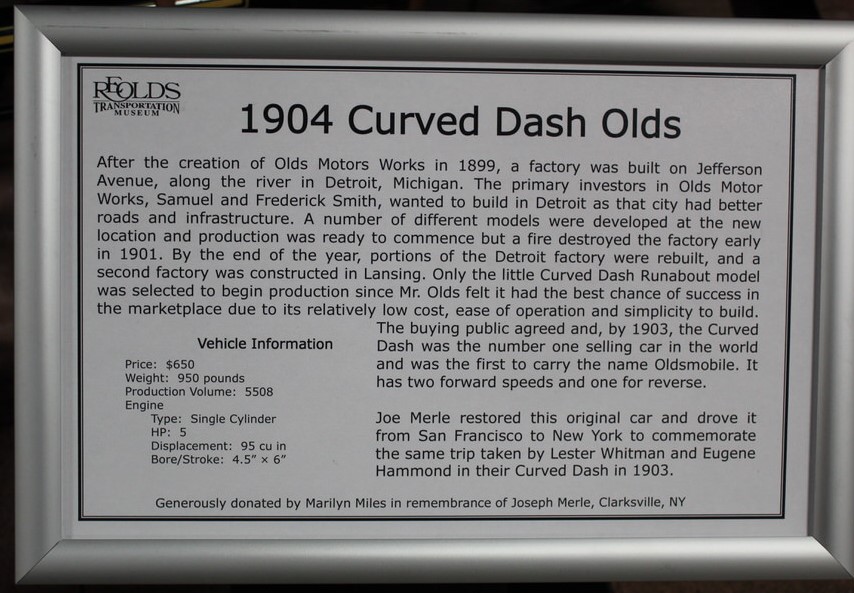 REOLDS
TRANSPORTATION
MUSEUM
1904 Curved Dash Olds
After the creation of Olds Motors Works in 1899, a factory was built on Jefferson
Avenue, along the river in Detroit, Michigan. The primary investors in Olds Motor
Works, Samuel and Frederick Smith, wanted to build in Detroit as that city had better
roads and infrastructure. A number of different models were developed at the new
location and production was ready to commence but a fire destroyed the factory early
in 1901. By the end of the year, portions of the Detroit factory were rebuilt, and a
second factory was constructed in Lansing. Only the little Curved Dash Runabout model
was selected to begin production since Mr. Olds felt it had the best chance of success in
the marketplace due to its relatively low cost, ease of operation and simplicity to build.
The buying public agreed and, by 1903, the Curved
Dash was the number one selling car in the world
and was the first to carry the name Oldsmobile. It
has two forward speeds and one for reverse.
Joe Merle restored this original car and drove it
from San Francisco to New York to commemorate
the same trip taken by Lester Whitman and Eugene
Hammond in their Curved Dash in 1903.
Vehicle Information
Price: $650
Weight: 950 pounds
Production Volume: 5508
Engine
Type: Single Cylinder
HP: 5
Displacement: 95 cu in
Bore/Stroke: 4.5" × 6"
Generously donated by Marilyn Miles in remembrance of Joseph Merle, Clarksville, NY